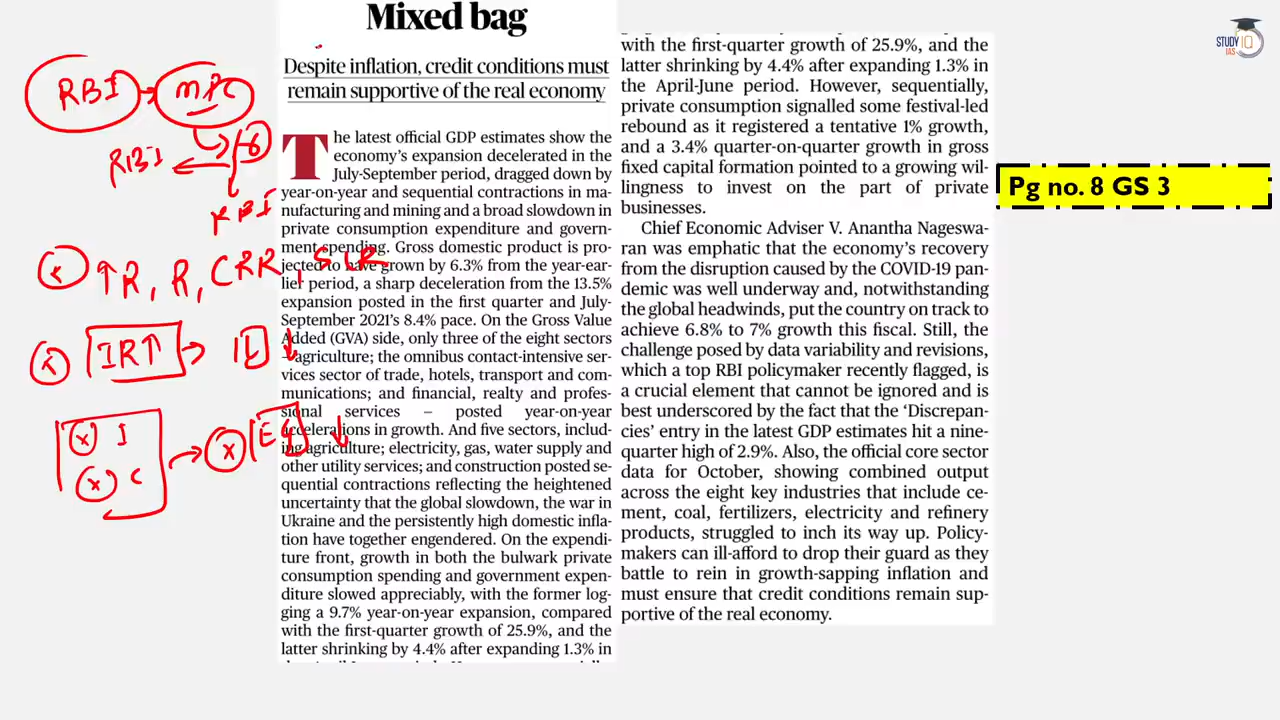 Mixed bag
Despite inflation, credit conditions must
remain supportive of the real economy
The latest official GDP estimates show the
economy's expansion decelerated in the
July-September period, dragged down by
year-on-year and sequential contractions in ma-
nufacturing and mining and a broad slowdown in
private consumption expenditure and govern-
ment spending. Gross domestic product is pro-
jected to have grown by 6.3% from the year-ear-
lier period, a sharp deceleration from the 13.5%
expansion posted in the first quarter and July-
September 2021's 8.4% pace. On the Gross Value
Added (GVA) side, only three of the eight sectors
– agriculture; the omnibus contact-intensive ser-
vices sector of trade, hotels, transport and com-
munications; and financial, realty and profes-
sional services – posted year-on-year
accelerations in growth. And five sectors, includ-
ing agriculture; electricity, gas, water supply and
other utility services; and construction posted se-
quential contractions reflecting the heightened
uncertainty that the global slowdown, the war in
Ukraine and the persistently high domestic infla-
tion have together engendered. On the expendi-
ture front, growth in both the bulwark private
consumption spending and government expen-
diture slowed appreciably, with the former log-
ging a 9.7% year-on-year expansion, compared
with the first-quarter growth of 25.9%, and the
latter shrinking by 4.4% after expanding 1.3% in
with the first-quarter growth of 25.9%, and the
latter shrinking by 4.4% after expanding 1.3% in
the April-June period. However, sequentially,
private consumption signalled some festival-led
rebound as it registered a tentative 1% growth,
and a 3.4% quarter-on-quarter growth in gross
fixed capital formation pointed to a growing wil-
lingness to invest on the part of private
businesses.
Chief Economic Adviser V. Anantha Nageswa-
ran was emphatic that the economy's recovery
from the disruption caused by the COVID-19 pan-
demic was well underway and, notwithstanding
the global headwinds, put the country on track to
achieve 6.8% to 7% growth this fiscal. Still, the
challenge posed by data variability and revisions,
which a top RBI policymaker recently flagged, is
a crucial element that cannot be ignored and is
best underscored by the fact that the 'Discrepan-
cies' entry in the latest GDP estimates hit a nine-
quarter high of 2.9%. Also, the official core sector
data for October, showing combined output
across the eight key industries that include ce-
ment, coal, fertilizers, electricity and refinery
products, struggled to inch its way up. Policy-
makers can ill-afford to drop their guard as they
battle to rein in growth-sapping inflation and
must ensure that credit conditions remain sup-
portive of the real economy.
Pg no. 8 GS 3
STUDY IQ
IAS
RBI → MPC
6
RBI
↑ R, R, CRR, SLR
IR↑ →
x I
x C